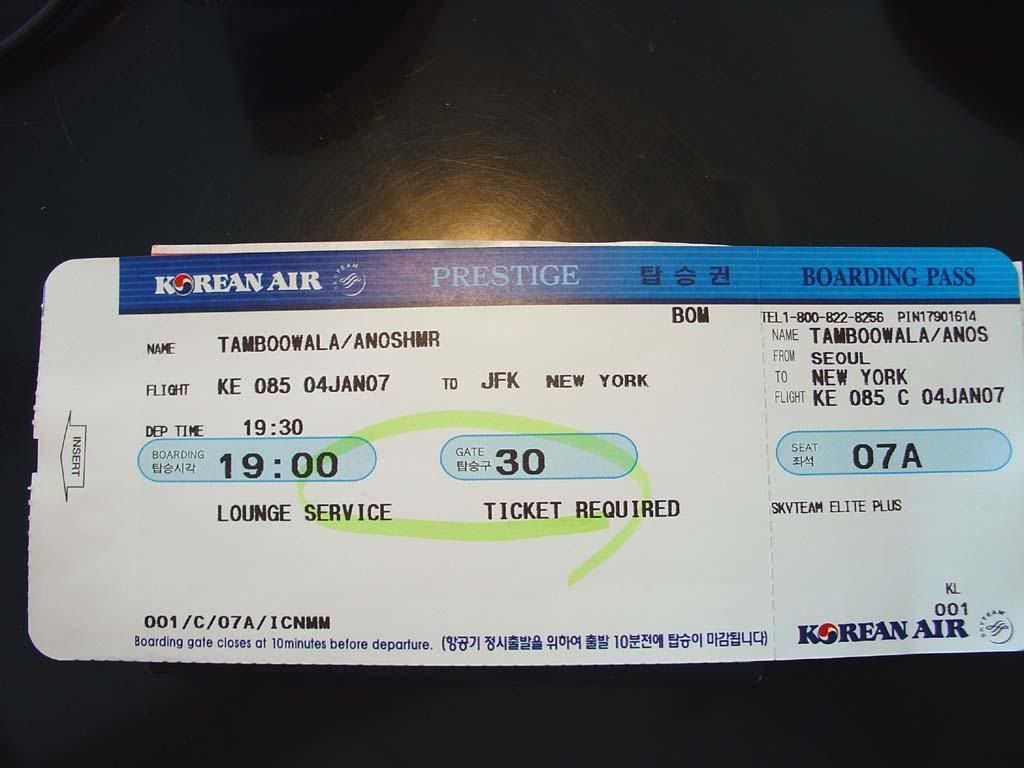 KOREAN AIR SKYTEAM PRESTIGE 탑승권 BOARDING PASS
BOM
NAME TAMBOOWALA/ANOSHMR
FLIGHT KE 085 04JAN07 TO JFK NEW YORK
DEP TIME 19:30
BOARDING 탑승시각 19:00 GATE 탑승구 30
LOUNGE SERVICE TICKET REQUIRED
INSERT
001/C/07A/ICNMM
Boarding gate closes at 10minutes before departure. (항공기 정시출발을 위하여 출발 10분전에 탑승이 마감됩니다)
TEL1-800-822-8256 PIN17901614
NAME TAMBOOWALA/ANOS
FROM SEOUL
TO NEW YORK
FLIGHT KE 085 C 04JAN07
SEAT 좌석 07A
SKYTEAM ELITE PLUS
KL
001
KOREAN AIR SKYTEAM